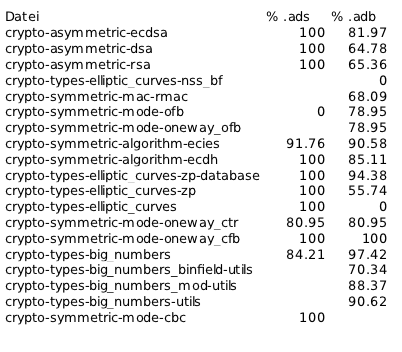 Datei % .ads % .adb
crypto-asymmetric-ecdsa 100 81.97
crypto-asymmetric-dsa 100 64.78
crypto-asymmetric-rsa 100 65.36
crypto-types-elliptic_curves-nss_bf 0
crypto-symmetric-mac-rmac 68.09
crypto-symmetric-mode-ofb 0 78.95
crypto-symmetric-mode-oneway_ofb 78.95
crypto-symmetric-algorithm-ecies 91.76 90.58
crypto-symmetric-algorithm-ecdh 100 85.11
crypto-types-elliptic_curves-zp-database 100 94.38
crypto-types-elliptic_curves-zp 100 55.74
crypto-types-elliptic_curves 100 0
crypto-symmetric-mode-oneway_ctr 80.95 80.95
crypto-symmetric-mode-oneway_cfb 100 100
crypto-types-big_numbers 84.21 97.42
crypto-types-big_numbers_binfield-utils 70.34
crypto-types-big_numbers_mod-utils 88.37
crypto-types-big_numbers-utils 90.62
crypto-symmetric-mode-cbc 100